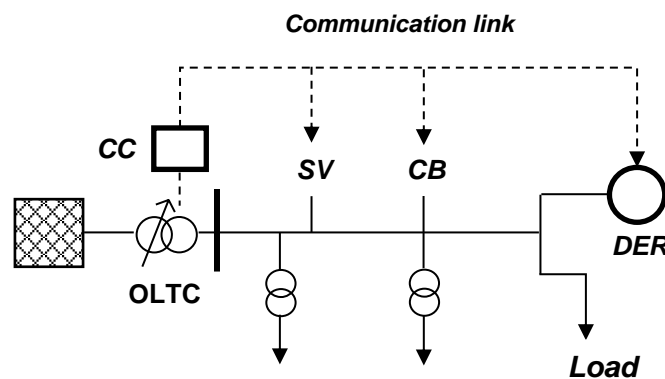 Communication link
CC
SV
CB
OLTC
DER
Load